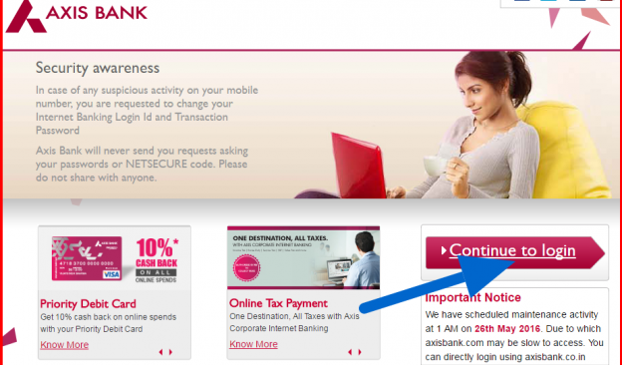 AXIS BANK
Security awareness
In case of any suspicious activity on your mobile
number, you are requested to change your
Internet Banking Login Id and Transaction
Password
Axis Bank will never send you requests asking
your passwords or NETSECURE code. Please
do not share with anyone.
AXIS BANK
10%*
CASH BACK
ON ALL
ONLINE SPENDS
VISA
Priority Debit Card
Get 10% cash back on online spends
with your Priority Debit Card
Know More
ONE DESTINATION, ALL TAXES.
WITH AXIS CORPORATE INTERNET BANKING
Online Tax Payment
One Destination, All Taxes with Axis
Corporate Internet Banking
Know More
Continue to login
Important Notice
We have scheduled maintenance activity
at 1 AM on 26th May 2016. Due to which
axisbank.com may be slow to access. You
can directly login using axisbank.co.in